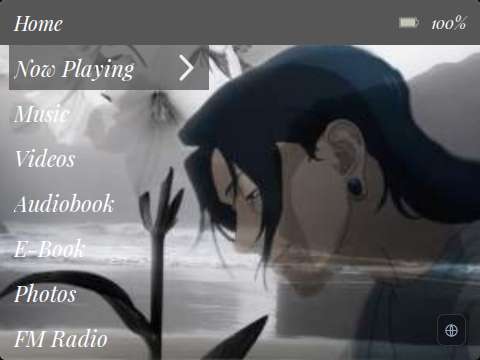 Home
100%
Now Playing
Music
Videos
Audiobook
E-Book
Photos
FM Radio